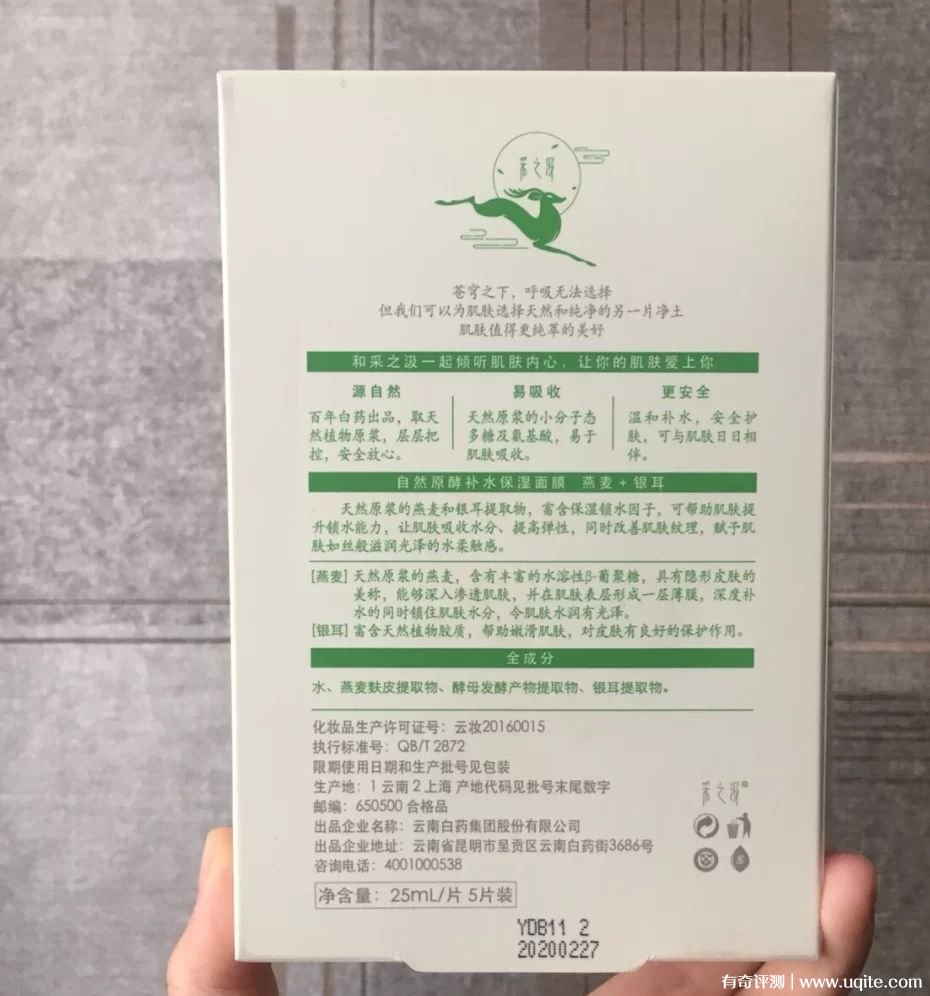 采之汲
苍穹之下，呼吸无法选择
但我们可以为肌肤选择天然和纯净的另一片净土
肌肤值得更纯萃的美好
和采之汲一起倾听肌肤内心，让你的肌肤爱上你
源自然 易吸收 更安全
百年白药出品，取天 天然原浆的小分子态 温和补水，安全护
然植物原浆，层层把 多糖及氨基酸，易于 肤，可与肌肤日日相
控，安全放心。 肌肤吸收。 伴。
自然原酵补水保湿面膜 燕麦+银耳
天然原浆的燕麦和银耳提取物，富含保湿锁水因子，可帮助肌肤提
升锁水能力，让肌肤吸收水分、提高弹性，同时改善肌肤纹理，赋予肌
肤如丝般滋润光泽的水柔触感。
[燕麦] 天然原浆的燕麦，含有丰富的水溶性β-葡聚糖，具有隐形皮肤的
美称，能够深入渗透肌肤，并在肌肤表层形成一层薄膜，深度补
水的同时锁住肌肤水分，令肌肤水润有光泽。
[银耳] 富含天然植物胶质，帮助嫩滑肌肤，对皮肤有良好的保护作用。
全成分
水、燕麦麸皮提取物、酵母发酵产物提取物、银耳提取物。
化妆品生产许可证号：云妆20160015
执行标准号：QB/T 2872
限期使用日期和生产批号见包装
生产地：1 云南 2 上海 产地代码见批号末尾数字
邮编：650500 合格品
出品企业名称：云南白药集团股份有限公司
出品企业地址：云南省昆明市呈贡区云南白药街3686号
咨询电话：4001000538
采之汲®
净含量：25mL/片 5片装
YDB11 2
20200227
有奇评测 | www.uqite.com